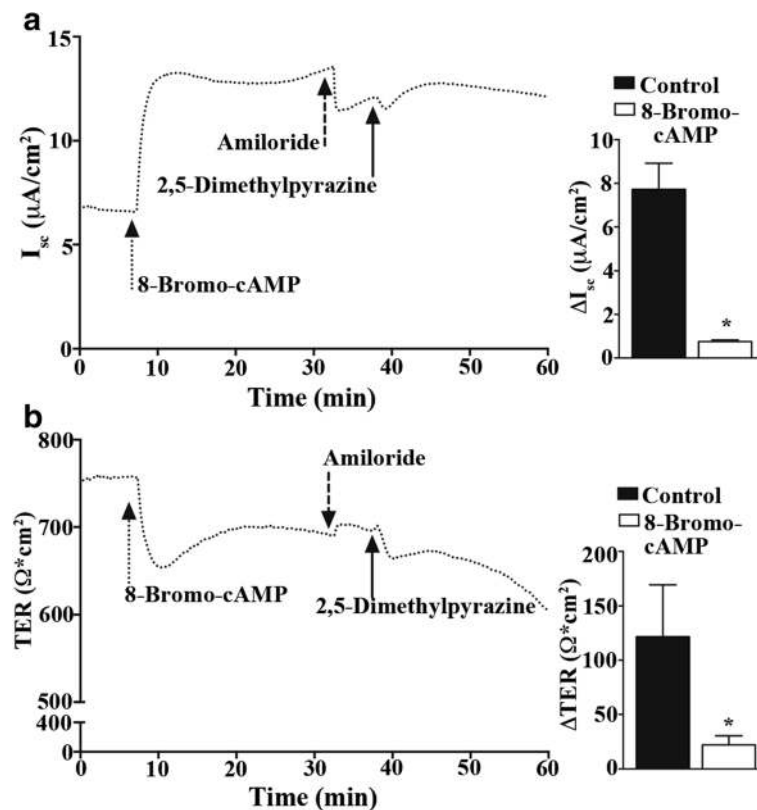 a
15
10
5
0
I_sc (µA/cm²)
Amiloride
2,5-Dimethylpyrazine
8-Bromo-cAMP
0 10 20 30 40 50 60
Time (min)
Control
8-Bromo-
cAMP
10
8
6
4
2
0
ΔI_sc (µA/cm²)
*
b
800
700
600
500
400
0
TER (Ω*cm²)
Amiloride
8-Bromo-cAMP
2,5-Dimethylpyrazine
0 10 20 30 40 50 60
Time (min)
Control
8-Bromo-
cAMP
200
150
100
50
0
ΔTER (Ω*cm²)
*